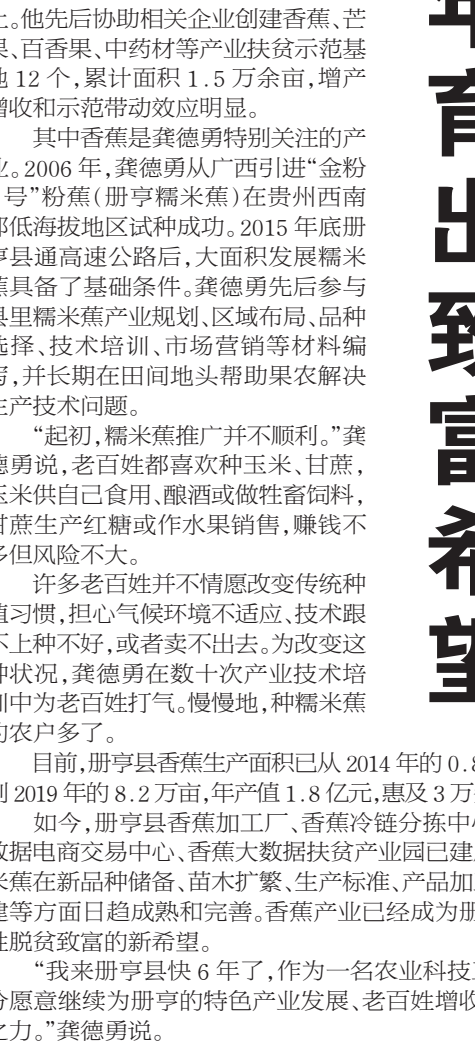 上。他先后协助相关企业创建香蕉、芒
果、百香果、中药材等产业扶贫示范基
地 12 个，累计面积 1.5 万余亩，增产
增收和示范带动效应明显。
其中香蕉是龚德勇特别关注的产
业。2006 年，龚德勇从广西引进“金粉
号”粉蕉（册亨糯米蕉）在贵州西南
部低海拔地区试种成功。2015 年底册
亨县通高速公路后，大面积发展糯米
蕉具备了基础条件。龚德勇先后参与
县里糯米蕉产业规划、区域布局、品种
选择、技术培训、市场营销等材料编
写，并长期在田间地头帮助果农解决
生产技术问题。
“起初，糯米蕉推广并不顺利。”龚
德勇说，老百姓都喜欢种玉米、甘蔗，
玉米供自己食用、酿酒或做牲畜饲料，
甘蔗生产红糖或作水果销售，赚钱不
多但风险不大。
许多老百姓并不情愿改变传统种
植习惯，担心气候环境不适应、技术跟
不上种不好，或者卖不出去。为改变这
种状况，龚德勇在数十次产业技术培
训中为老百姓打气。慢慢地，种糯米蕉
的农户多了。
目前，册亨县香蕉生产面积已从 2014 年的 0.8
到 2019 年的 8.2 万亩，年产值 1.8 亿元，惠及 3 万
如今，册亨县香蕉加工厂、香蕉冷链分拣中心
数据电商交易中心、香蕉大数据扶贫产业园已建
米蕉在新品种储备、苗木扩繁、生产标准、产品加
建等方面日趋成熟和完善。香蕉产业已经成为册
姓脱贫致富的新希望。
“我来册亨县快 6 年了，作为一名农业科技
分愿意继续为册亨的特色产业发展、老百姓增收
之力。”龚德勇说。
年育出致富希望